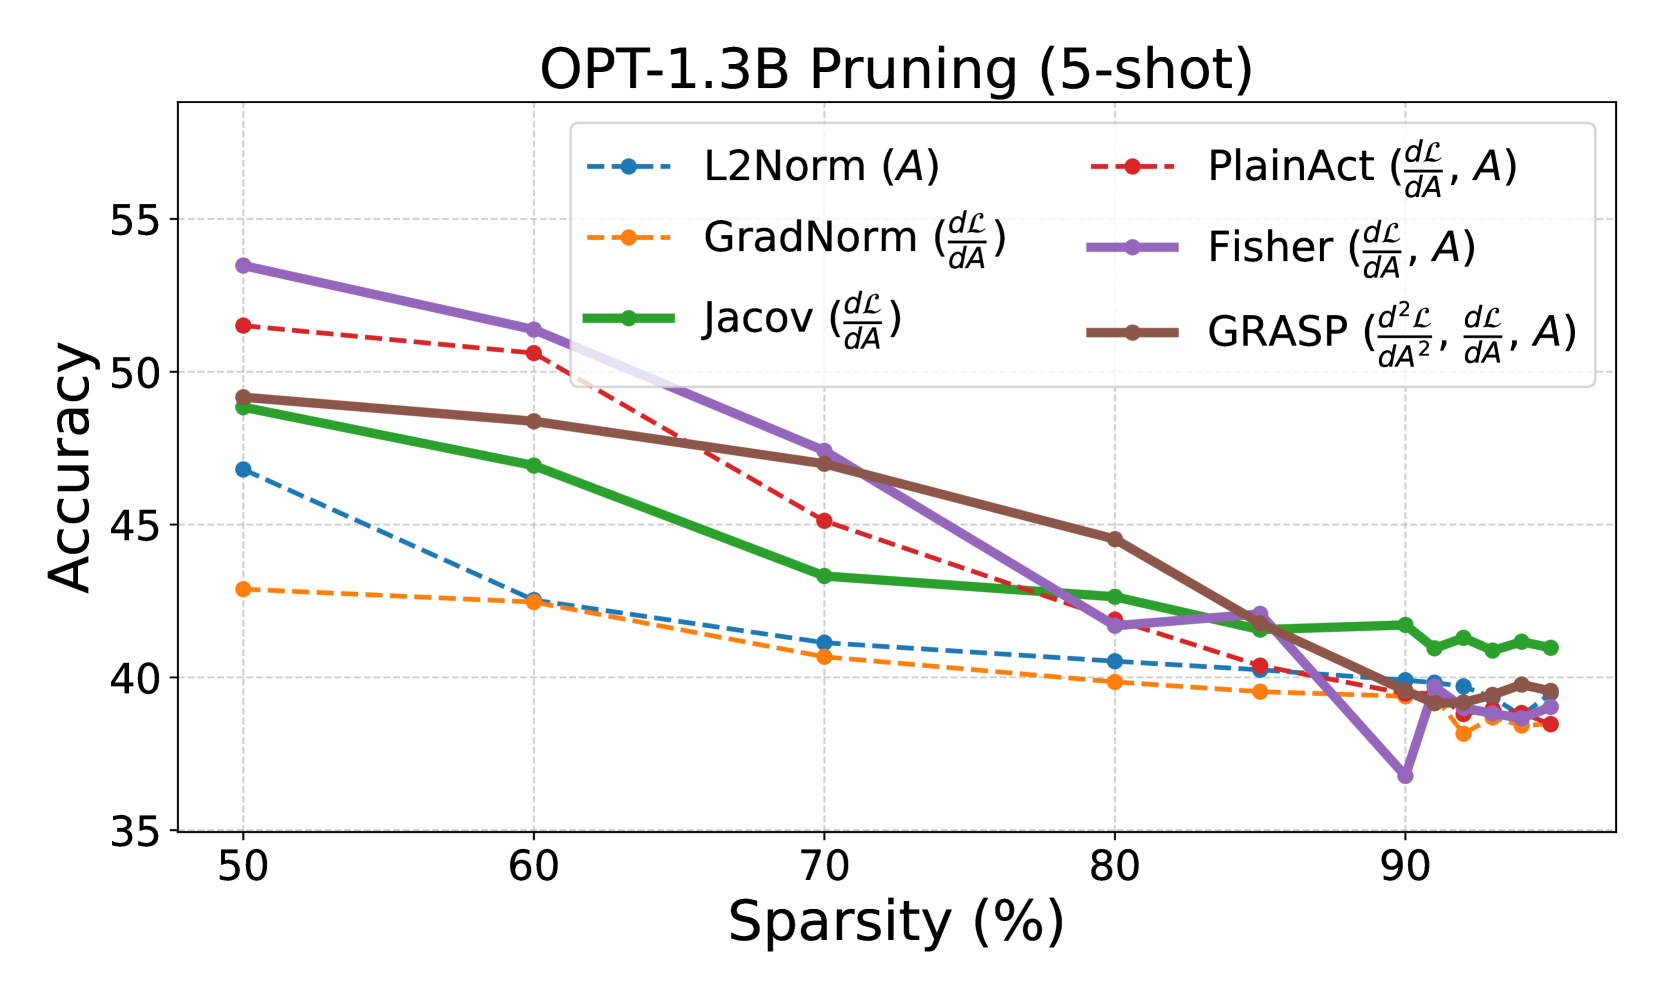 OPT-1.3B Pruning (5-shot)
L2Norm (A)
GradNorm (dℒ/dA)
Jacov (dℒ/dA)
PlainAct (dℒ/dA, A)
Fisher (dℒ/dA, A)
GRASP (d²ℒ/dA², dℒ/dA, A)
Accuracy
55
50
45
40
35
50 60 70 80 90
Sparsity (%)